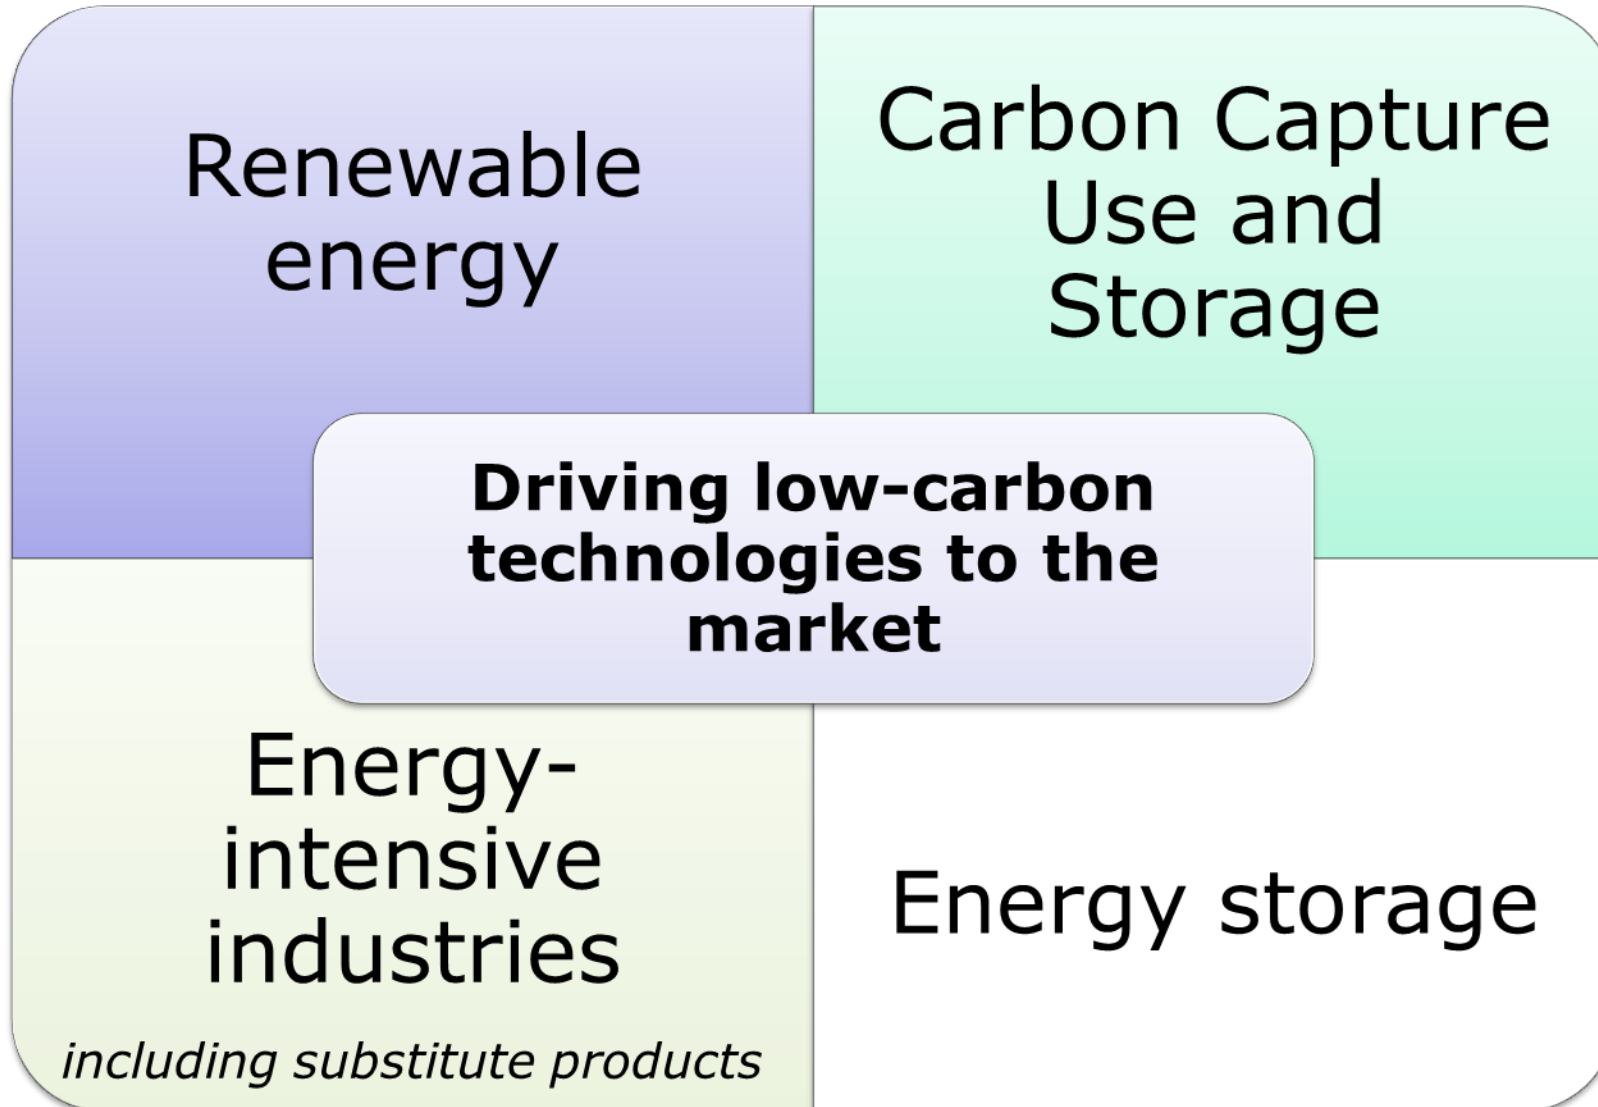 Renewable
energy
Carbon Capture
Use and
Storage
Driving low-carbon
technologies to the
market
Energy-
intensive
industries
including substitute products
Energy storage